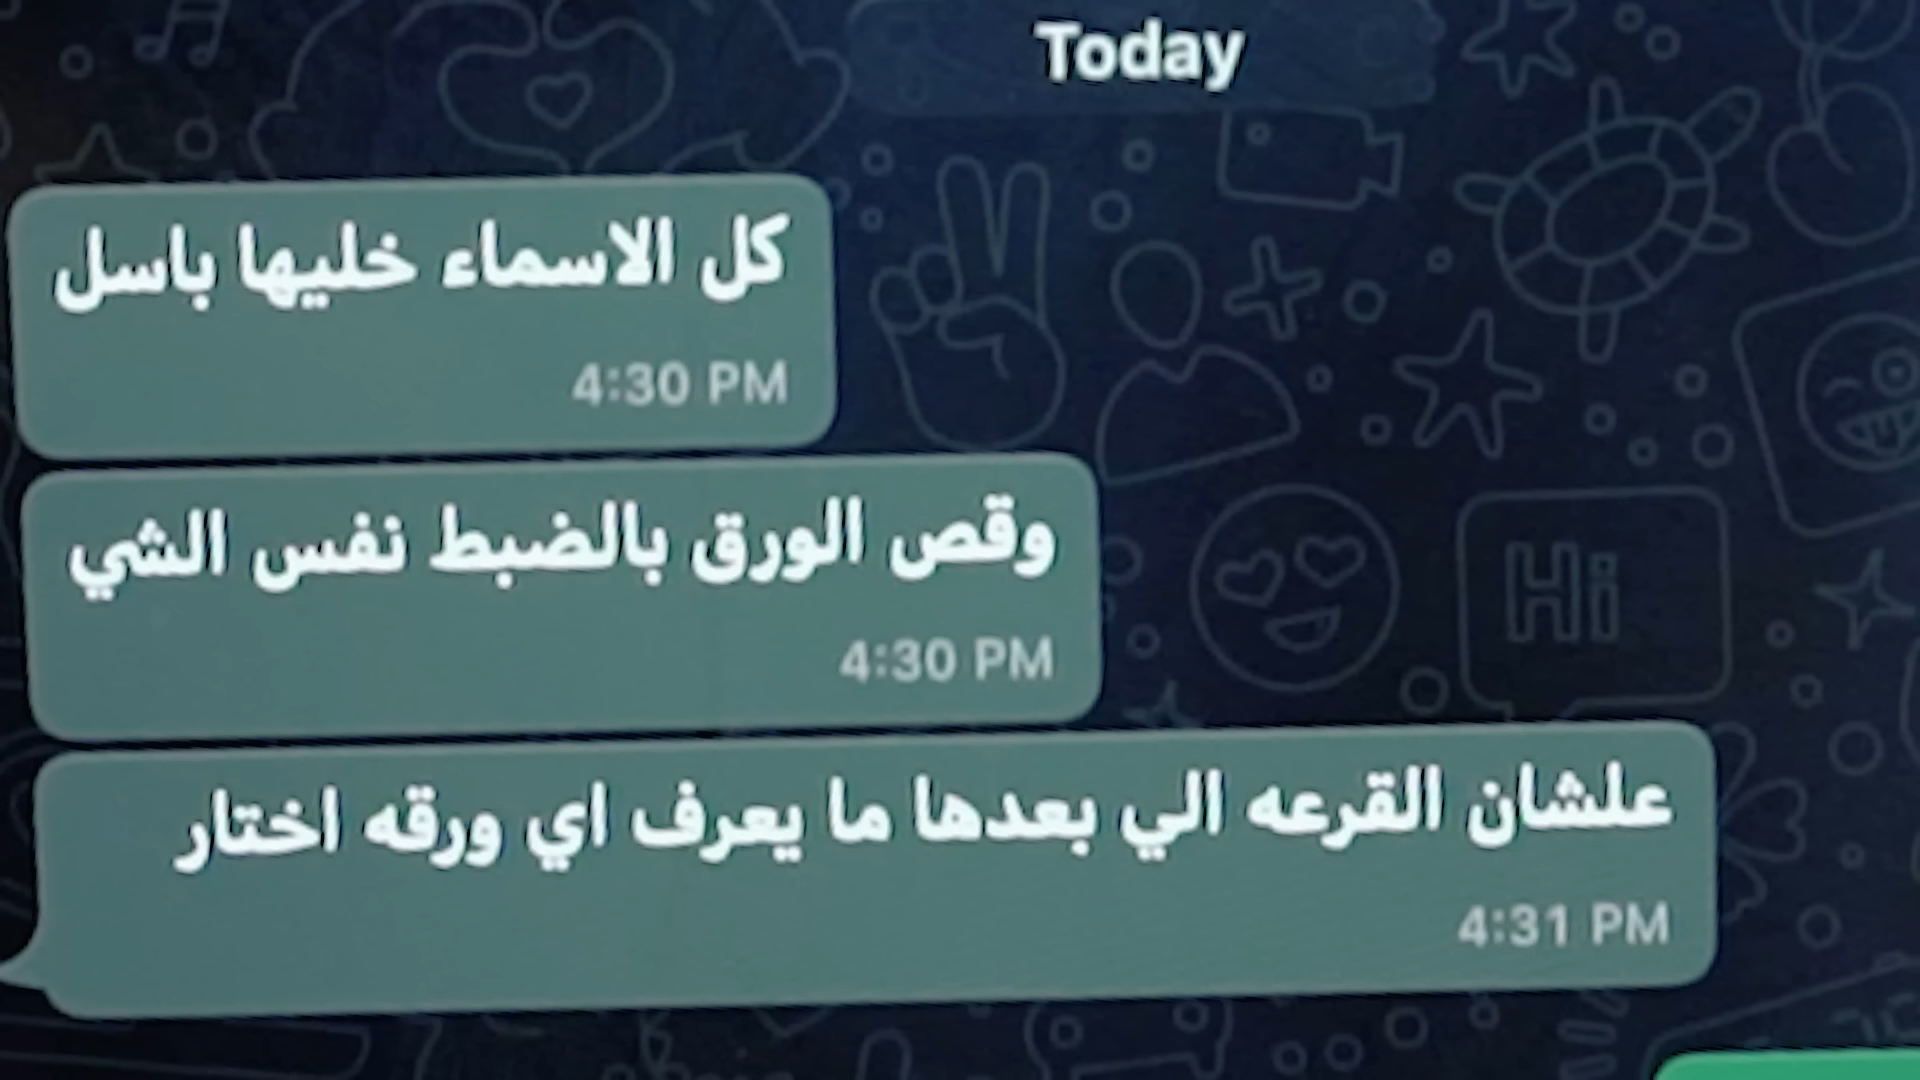 Today
كل الاسماء خليها باسل
4:30 PM
وقص الورق بالضبط نفس الشي
4:30 PM
علشان القرعه الي بعدها ما يعرف اي ورقه اختار
4:31 PM
Hi